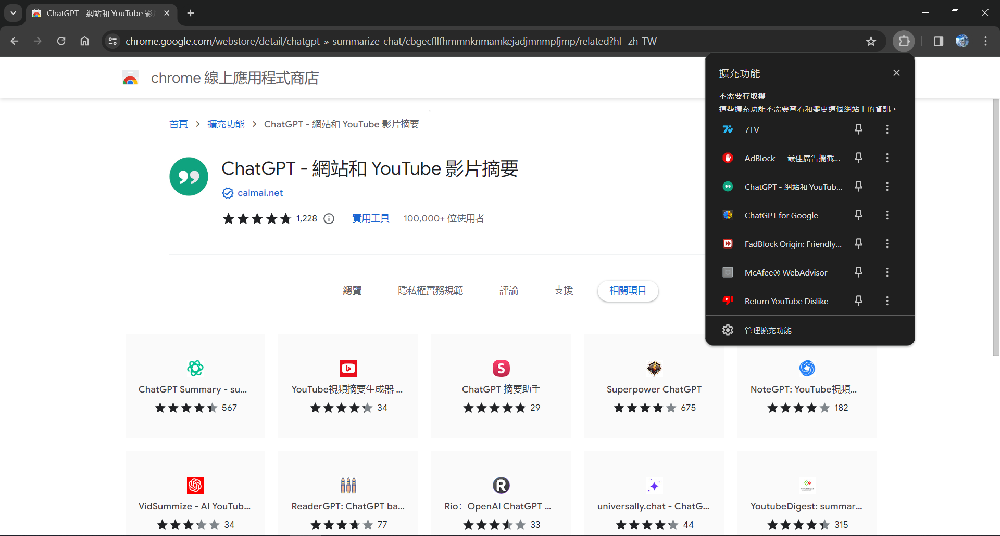 ChatGPT - 網站和 YouTube 影
chrome.google.com/webstore/detail/chatgpt-»-summarize-chat/cbgecfllfhmmnknmamkejadjmnmpfjmp/related?hl=zh-TW
chrome 線上應用程式商店
首頁 > 擴充功能 > ChatGPT - 網站和 YouTube 影片摘要
ChatGPT - 網站和 YouTube 影片摘要
calmai.net
1,228 實用工具 100,000+ 位使用者
總覽 隱私權實務規範 評論 支援 相關項目
擴充功能
不需要存取權
這些擴充功能不需要查看和變更這個網站上的資訊。
7TV
AdBlock — 最佳廣告攔截...
ChatGPT - 網站和 YouTub...
ChatGPT for Google
FadBlock Origin: Friendly...
McAfee® WebAdvisor
Return YouTube Dislike
管理擴充功能
ChatGPT Summary - su...
567
YouTube視頻摘要生成器 ...
34
ChatGPT 摘要助手
29
Superpower ChatGPT
675
NoteGPT: YouTube視頻...
182
VidSummize - AI YouTub...
34
ReaderGPT: ChatGPT ba...
77
Rio：OpenAI ChatGPT ...
33
universally.chat - ChatG...
44
YoutubeDigest: summar...
315